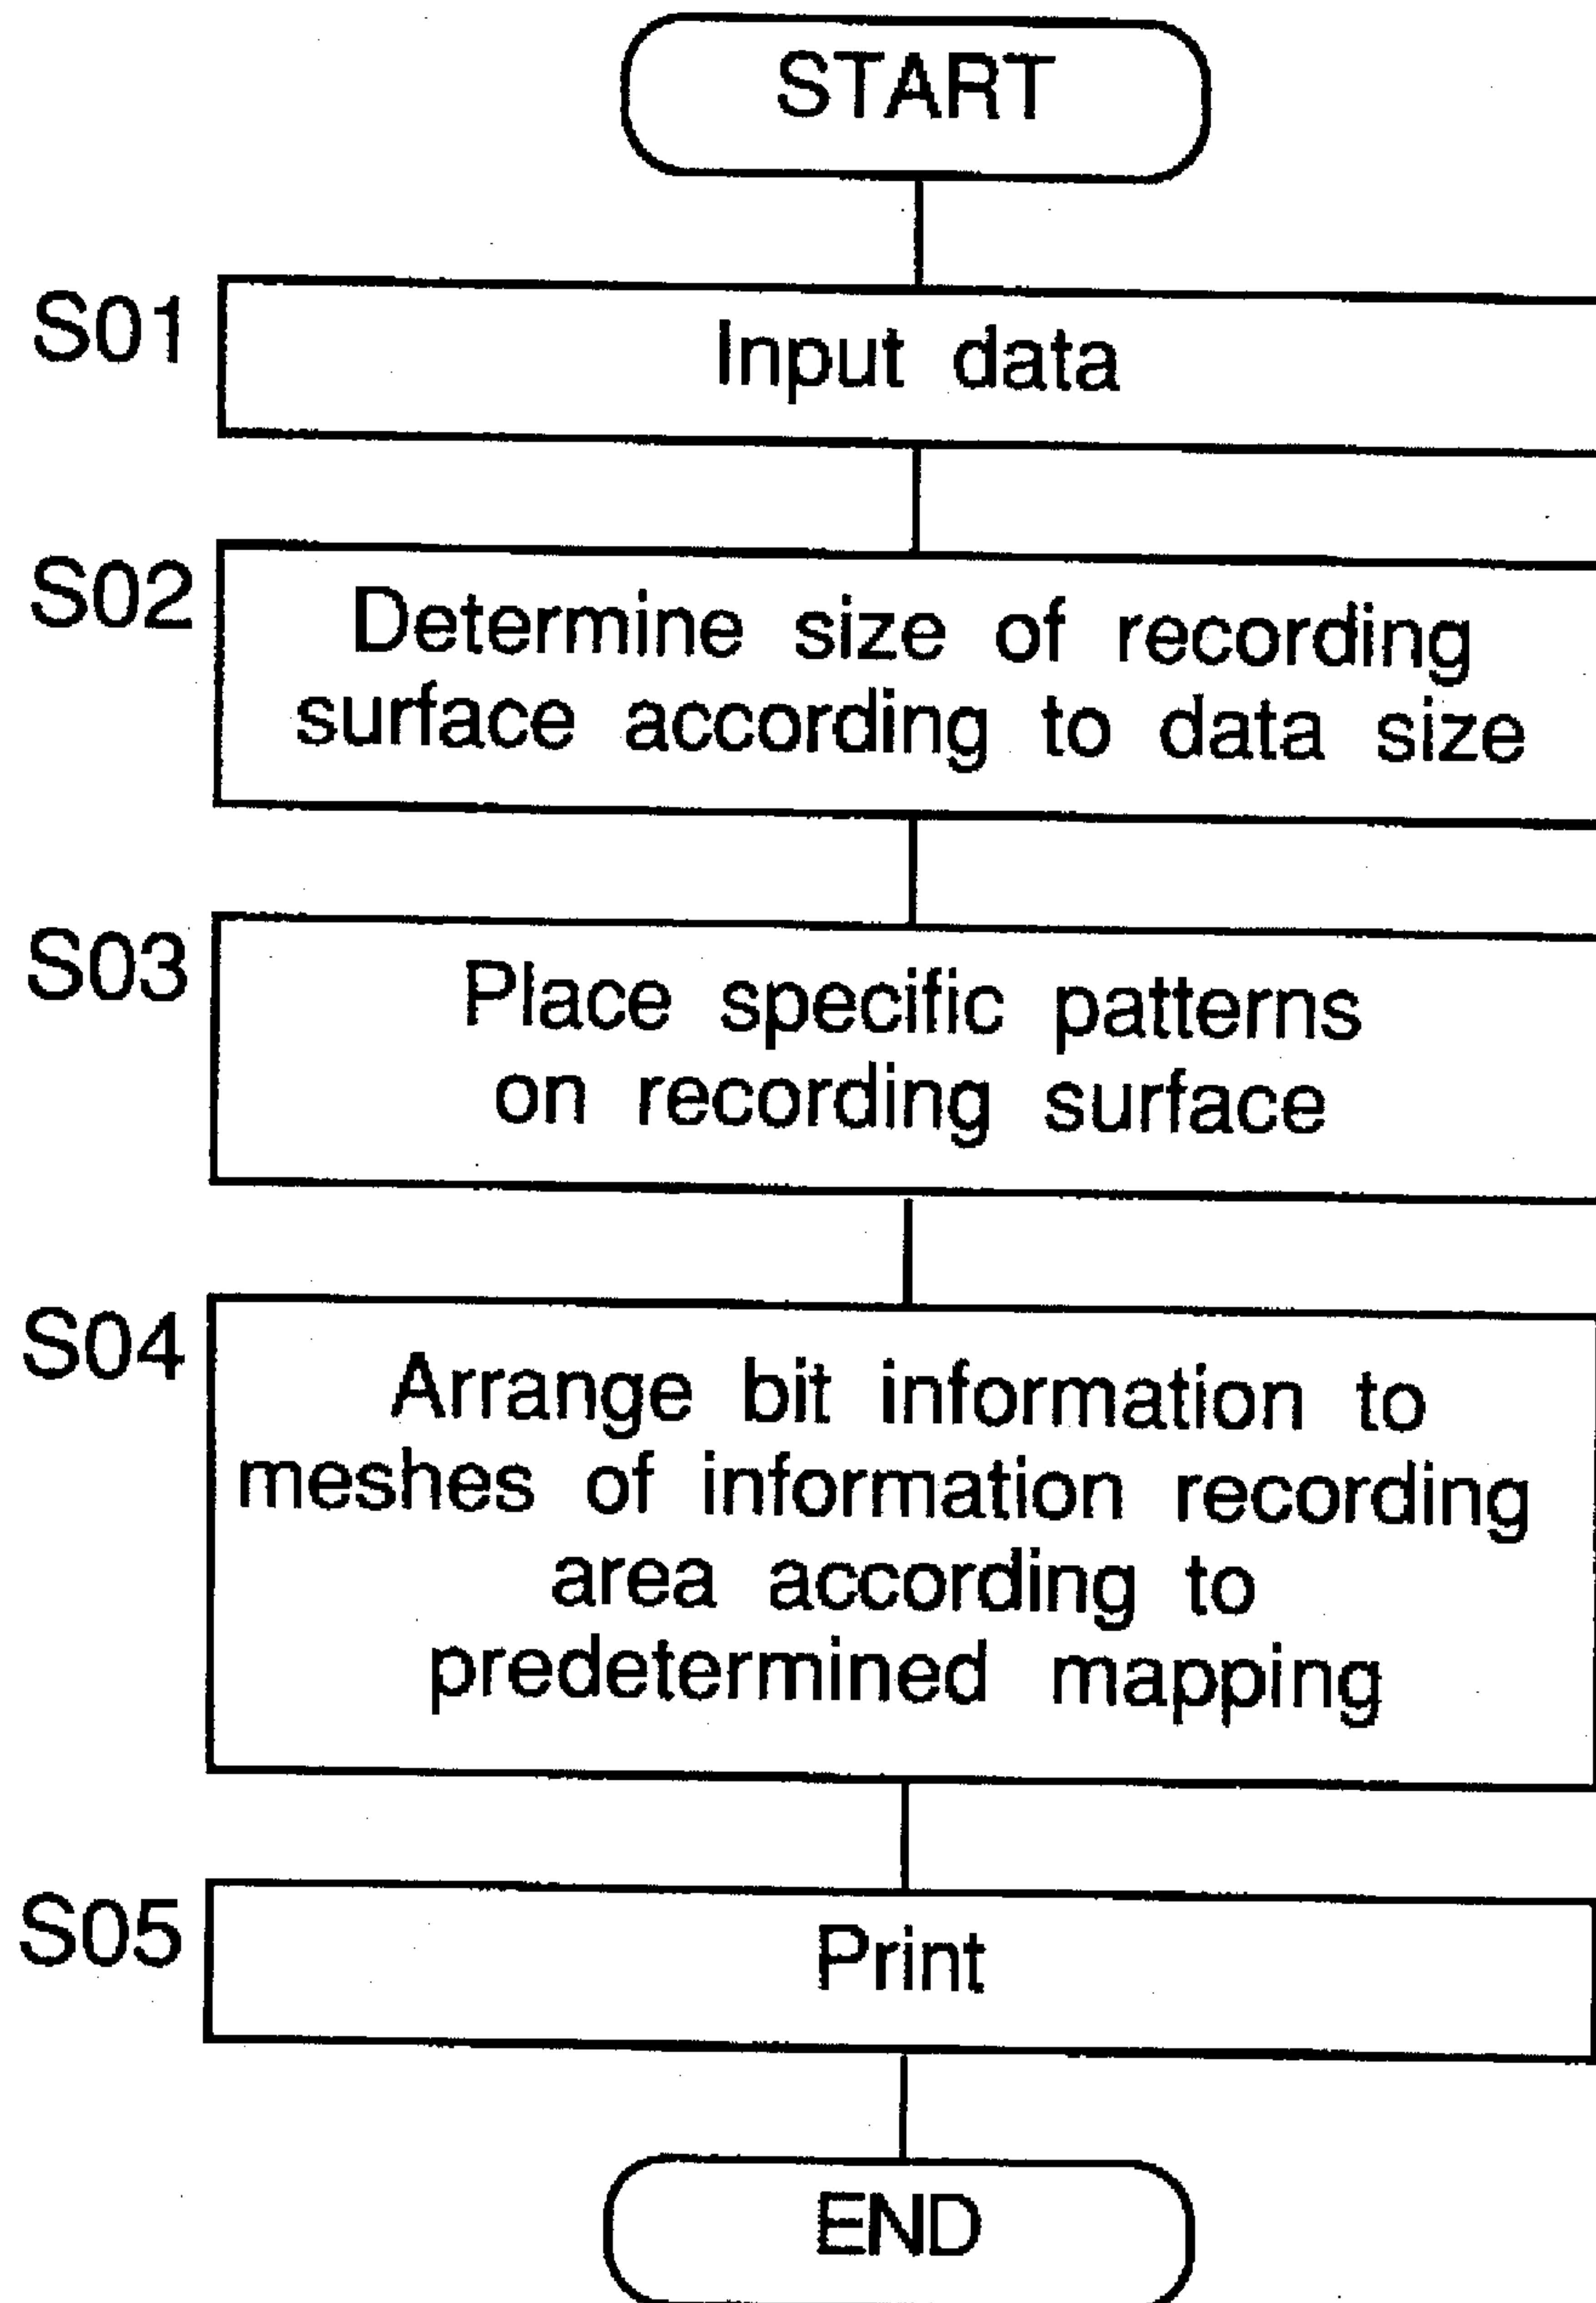 START
S01
Input data
S02
Determine size of recording
surface according to data size
S03
Place specific patterns
on recording surface
S04
Arrange bit information to
meshes of information recording
area according to
predetermined mapping
S05
Print
END